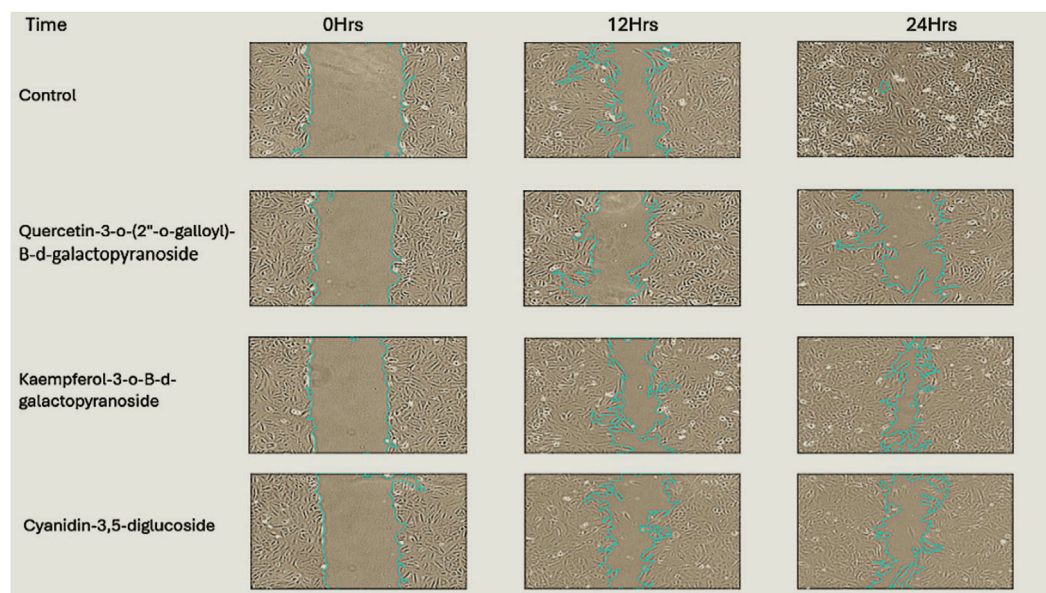 Time 0Hrs 12Hrs 24Hrs
Control
Quercetin-3-o-(2"-o-galloyl)-
B-d-galactopyranoside
Kaempferol-3-o-B-d-
galactopyranoside
Cyanidin-3,5-diglucoside